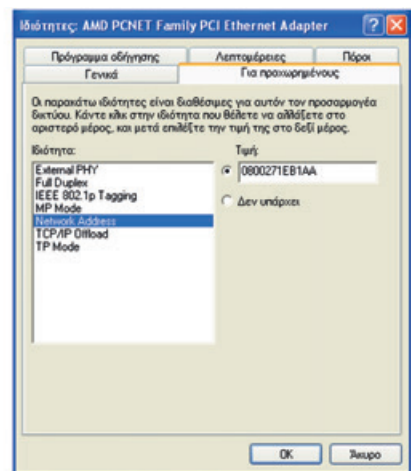 Ιδιότητες: AMD PCNET Family PCI Ethernet Adapter
Πρόγραμμα οδήγησης Λεπτομέρειες Πόροι
Γενικά Για προχωρημένους
Οι παρακάτω ιδιότητες είναι διαθέσιμες για αυτόν τον προσαρμογέα
δικτύου. Κάντε κλικ στην ιδιότητα που θέλετε να αλλάξετε στο
αριστερό μέρος, και μετά επιλέξτε την τιμή της στο δεξί μέρος.
Ιδιότητα:
External PHY
Full Duplex
IEEE 802.1p Tagging
MP Mode
Network Address
TCP/IP Offload
TP Mode
Τιμή:
0800271EB1AA
Δεν υπάρχει
OK Άκυρο